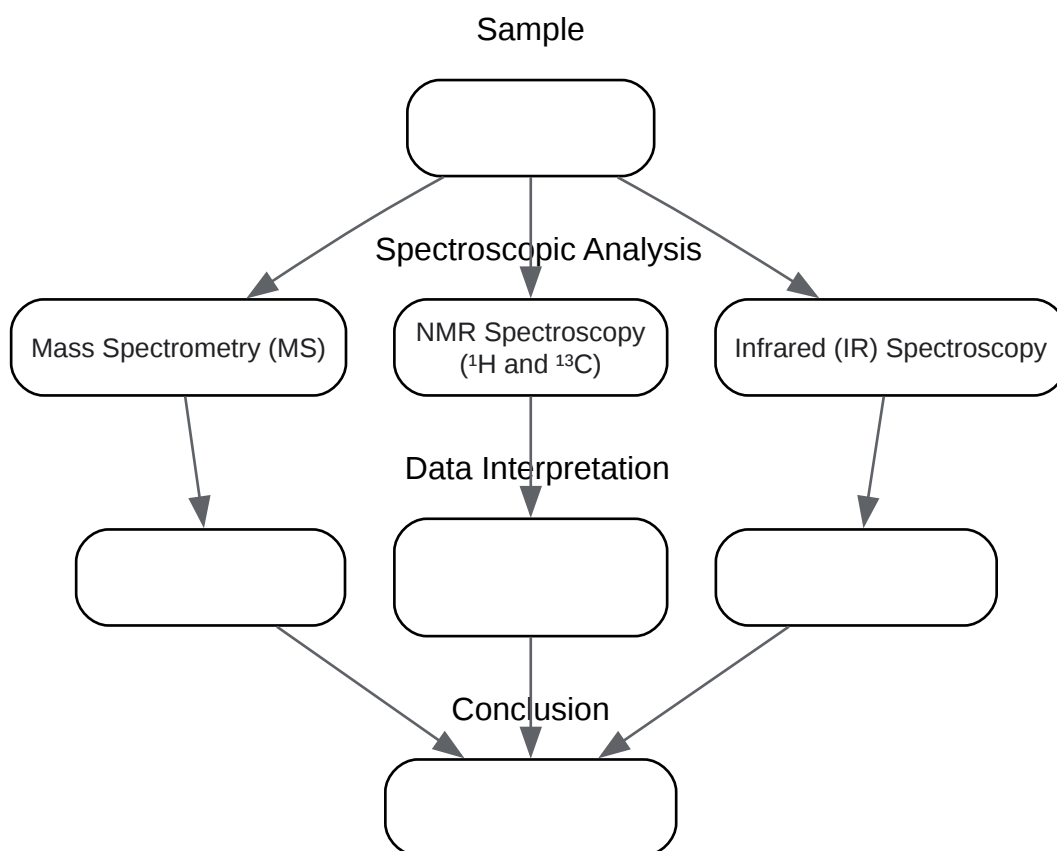 Sample
Spectroscopic Analysis
Mass Spectrometry (MS)
NMR Spectroscopy
(¹H and ¹³C)
Infrared (IR) Spectroscopy
Data Interpretation
Conclusion